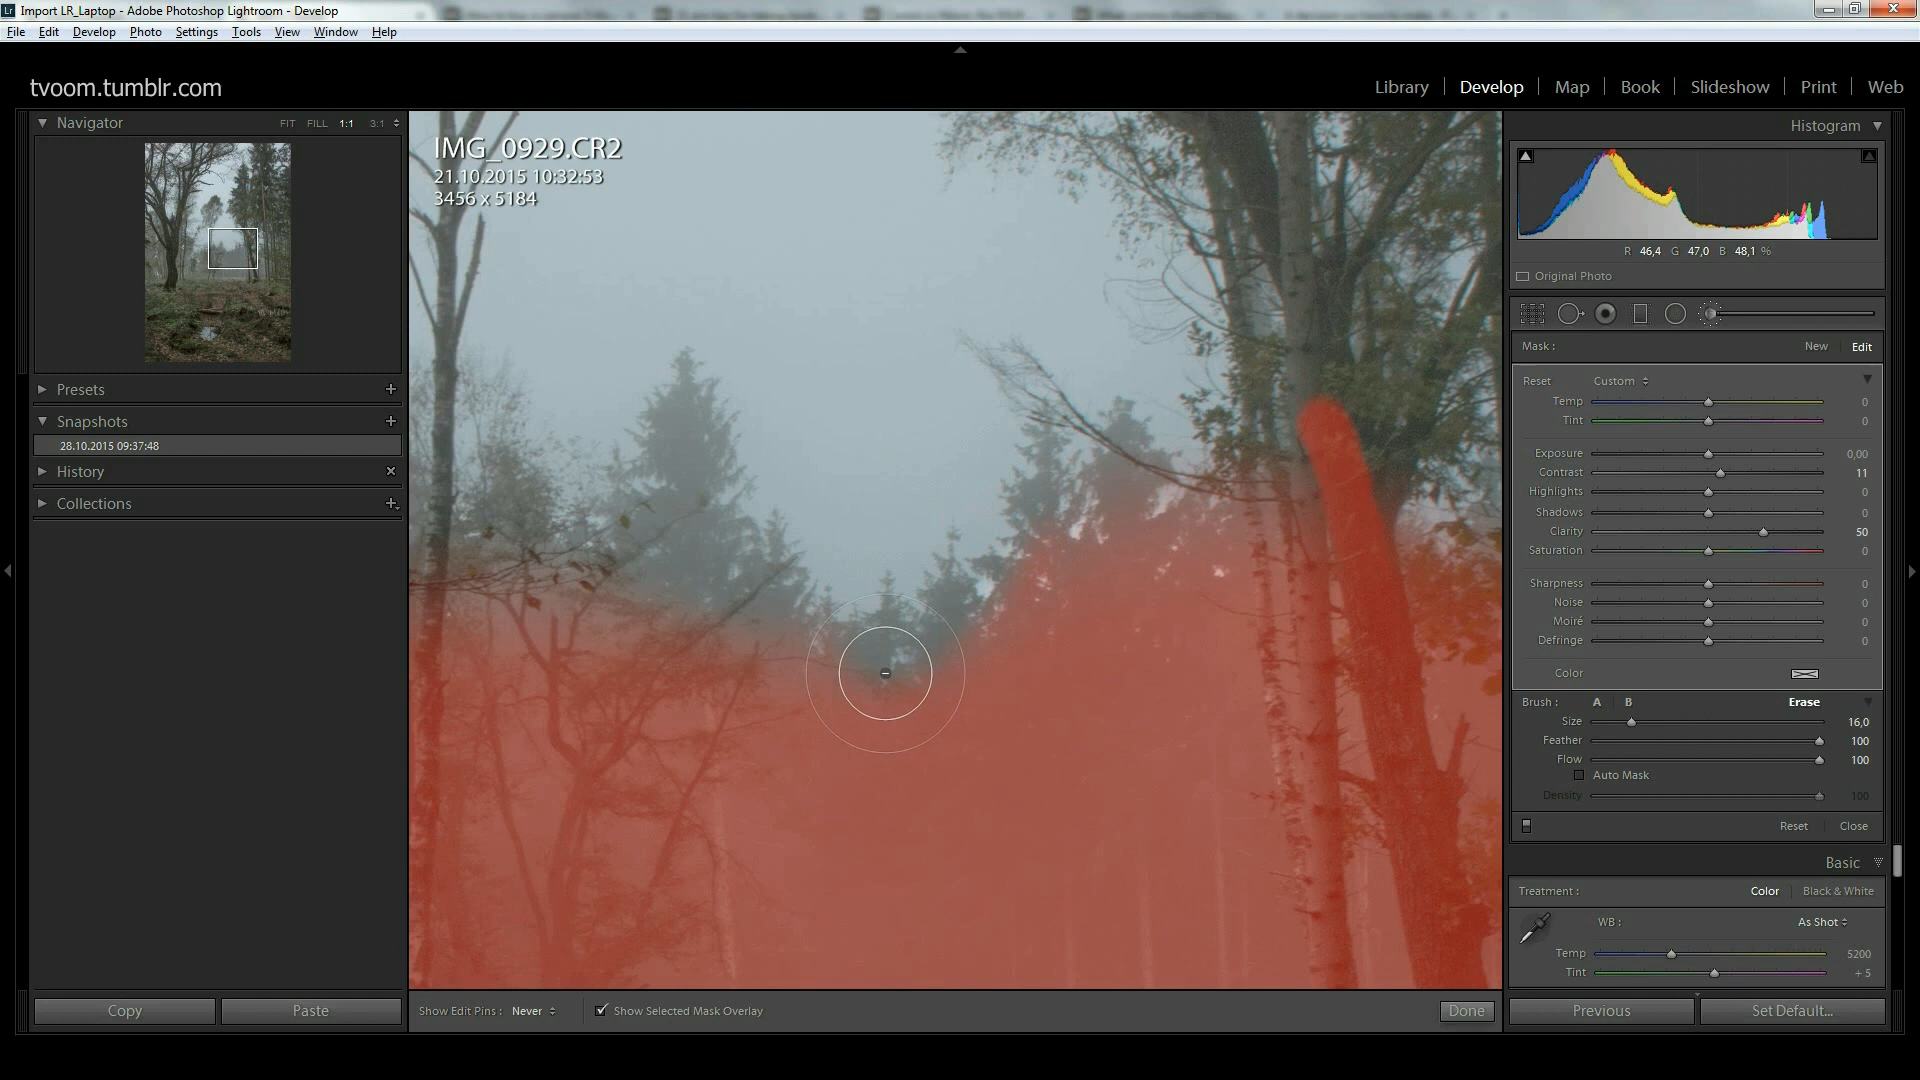 Lr Import LR_Laptop - Adobe Photoshop Lightroom - Develop
File Edit Develop Photo Settings Tools View Window Help
tvoom.tumblr.com
Library Develop Map Book Slideshow Print Web
Navigator FIT FILL 1:1 3:1
Presets
Snapshots
28.10.2015 09:37:48
History
Collections
Copy Paste
IMG_0929.CR2
21.10.2015 10:32:53
3456 x 5184
Show Edit Pins : Never Show Selected Mask Overlay Done
Histogram
R 46,4 G 47,0 B 48,1 %
Original Photo
Mask : New Edit
Reset Custom
Temp 0
Tint 0
Exposure 0,00
Contrast 11
Highlights 0
Shadows 0
Clarity 50
Saturation 0
Sharpness 0
Noise 0
Moiré 0
Defringe 0
Color
Brush : A B Erase
Size 16,0
Feather 100
Flow 100
Auto Mask
Density 100
Reset Close
Basic
Treatment : Color Black & White
WB : As Shot
Temp 5200
Tint + 5
Previous Set Default...